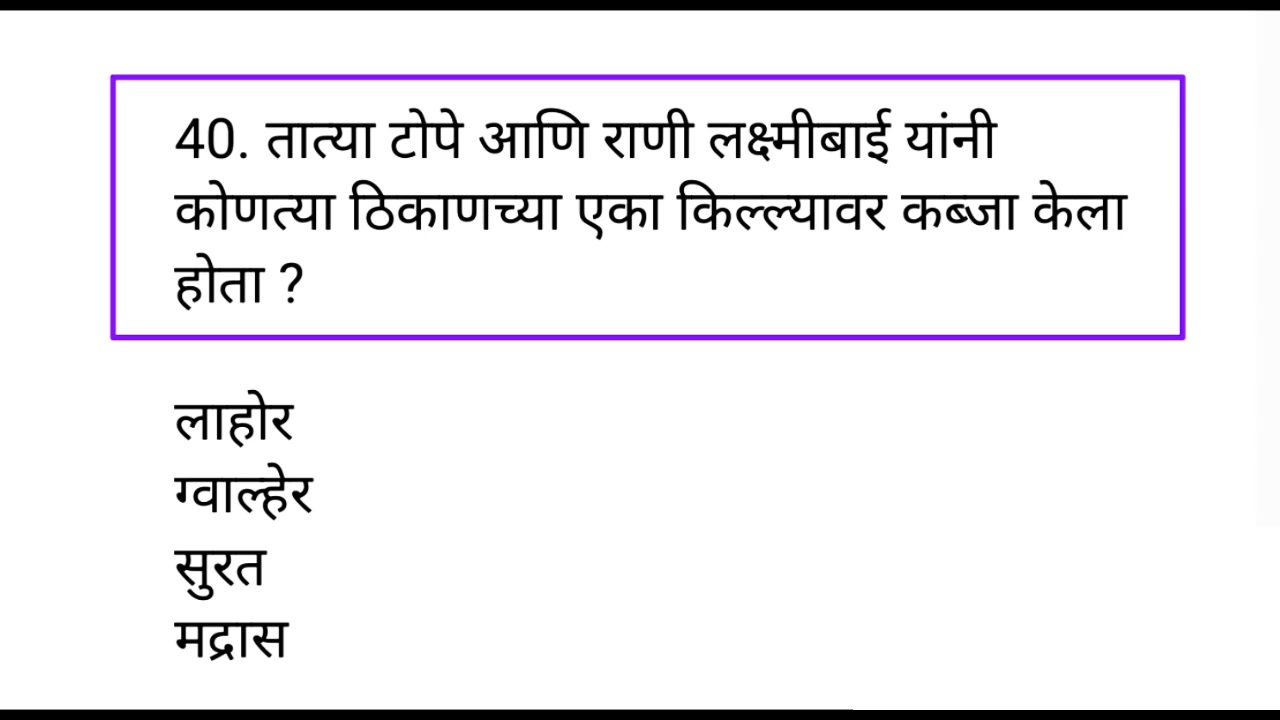 40. तात्या टोपे आणि राणी लक्ष्मीबाई यांनी
कोणत्या ठिकाणच्या एका किल्ल्यावर कब्जा केला
होता ?
लाहोर
ग्वाल्हेर
सुरत
मद्रास